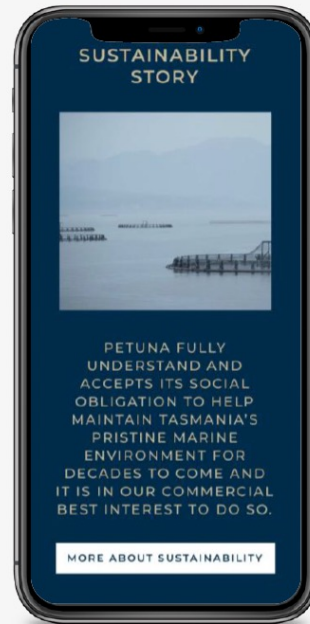 SUSTAINABILITY
STORY
PETUNA FULLY
UNDERSTAND AND
ACCEPTS ITS SOCIAL
OBLIGATION TO HELP
MAINTAIN TASMANIA'S
PRISTINE MARINE
ENVIRONMENT FOR
DECADES TO COME AND
IT IS IN OUR COMMERCIAL
BEST INTEREST TO DO SO.
MORE ABOUT SUSTAINABILITY